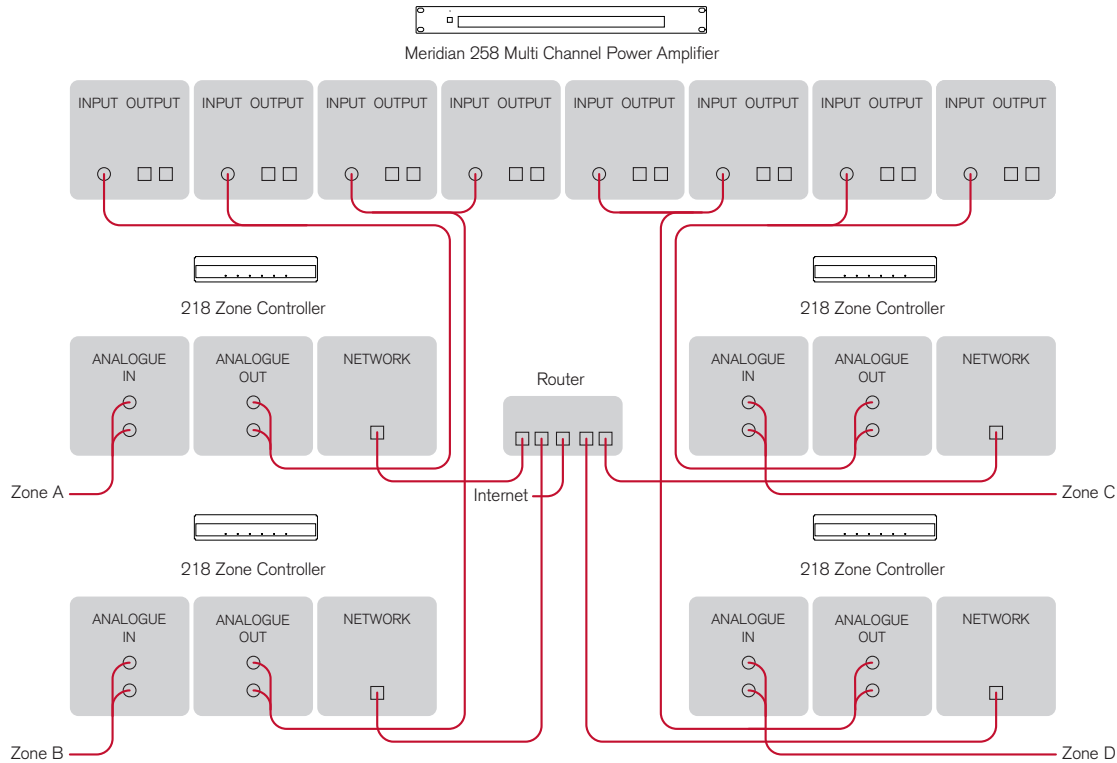 Meridian 258 Multi Channel Power Amplifier
INPUT OUTPUT
INPUT OUTPUT
INPUT OUTPUT
INPUT OUTPUT
INPUT OUTPUT
INPUT OUTPUT
INPUT OUTPUT
INPUT OUTPUT
218 Zone Controller
218 Zone Controller
ANALOGUE
IN
ANALOGUE
OUT
NETWORK
Router
ANALOGUE
IN
ANALOGUE
OUT
NETWORK
Zone A
Internet
Zone C
218 Zone Controller
218 Zone Controller
ANALOGUE
IN
ANALOGUE
OUT
NETWORK
ANALOGUE
IN
ANALOGUE
OUT
NETWORK
Zone B
Zone D